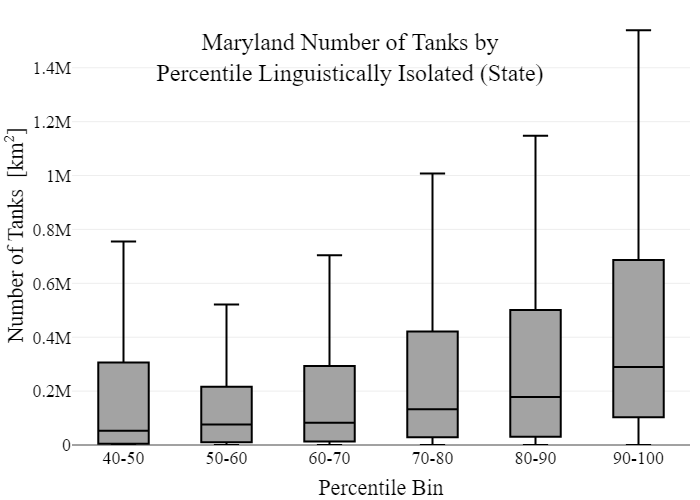 Maryland Number of Tanks by
Percentile Linguistically Isolated (State)
Number of Tanks [km²]
1.4M
1.2M
1M
0.8M
0.6M
0.4M
0.2M
0
40-50 50-60 60-70 70-80 80-90 90-100
Percentile Bin